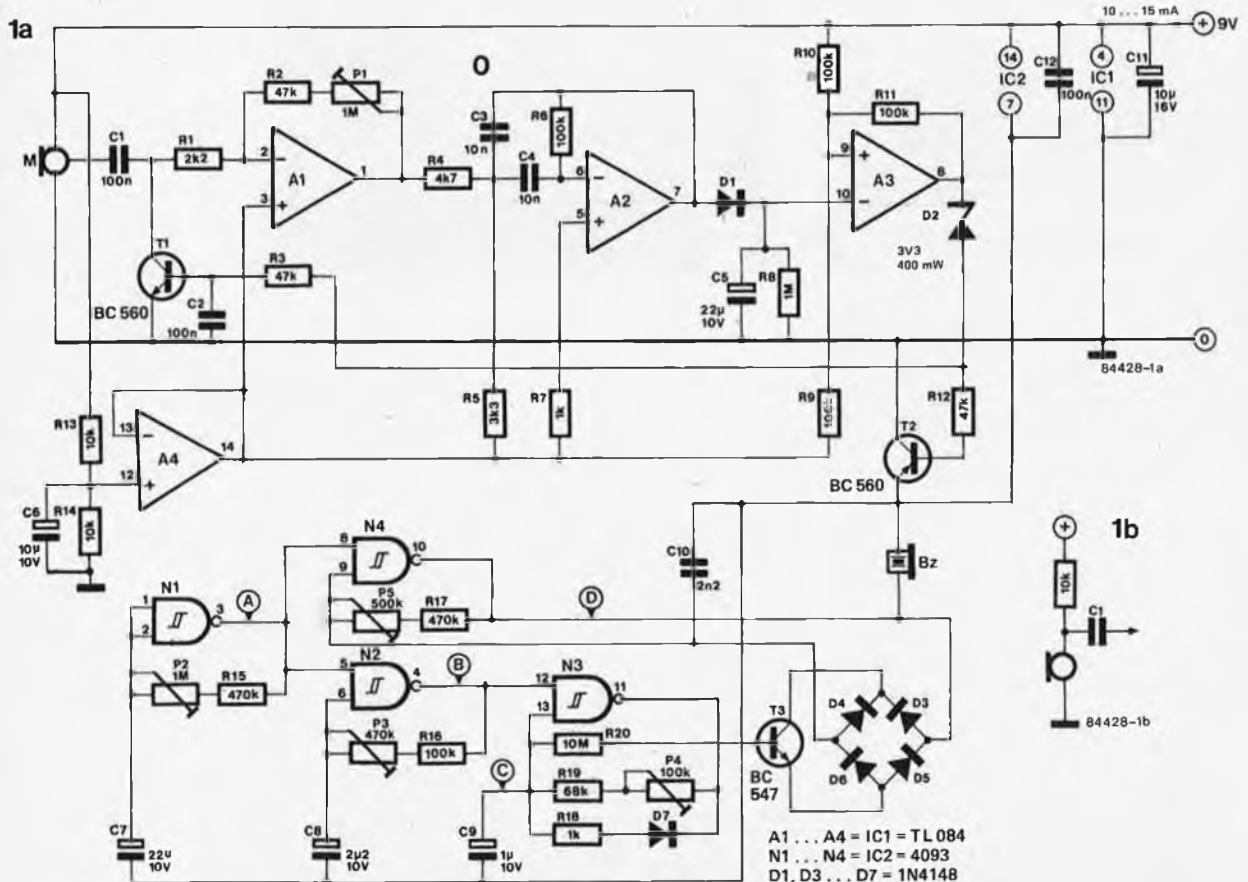 1a
10 ... 15 mA
+ 9V
M
C1
100n
R1
2k2
R2
47k
P1
1M
2
−
A1
3
+
1
R4
4k7
O
C3
10n
C4
10n
R6
100k
6
−
A2
5
+
7
D1
C5
22µ
10V
R8
1M
R10
100k
R11
100k
9
+
A3
10
−
8
D2
3V3
400 mW
14
IC2
7
C12
100n
4
IC1
11
C11
10µ
16V
T1
BC 560
C2
100n
R3
47k
0
84428-1a
R13
10k
13
−
A4
12
+
14
C6
10µ
10V
R14
10k
R5
3k3
R7
1k
R9
R12
47k
T2
BC 560
N1
1
2
3
A
P2
1M
R15
470k
N4
8
9
10
P5
500k
R17
470k
D
C10
2n2
Bz
N2
5
6
4
B
P3
470k
R16
100k
N3
12
13
11
10M
R20
C
R19
68k
P4
100k
R18
1k
D7
T3
BC
547
D4
D3
D6
D5
C7
22µ
10V
C8
2µ2
10V
C9
1µ
10V
1b
+
10k
C1
84428-1b
A1 ... A4 = IC1 = TL 084
N1 ... N4 = IC2 = 4093
D1, D3 ... D7 = 1N4148